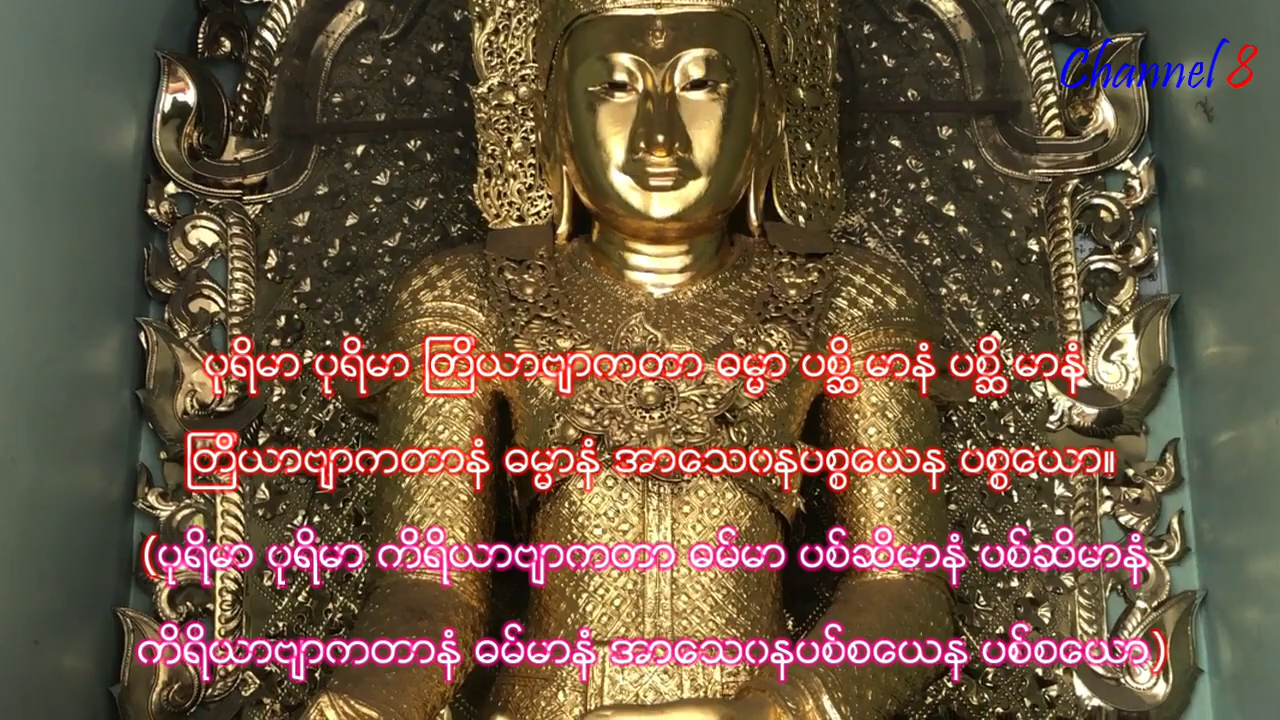 Channel 8
ပုရိမာ ပုရိမာ ကြိယာဗျာကတာ ဓမ္မာ ပစ္ဆိ မာနံ ပစ္ဆိ မာနံ
ကြိယာဗျာကတာနံ ဓမ္မာနံ အာသေဂနပစ္စယေန ပစ္စယော။
(ပုရိမာ ပုရိမာ ကိရိယာဗျာကတာ ဓမ်မာ ပစ်ဆိမာနံ ပစ်ဆိမာနံ
ကိရိယာဗျာကတာနံ ဓမ်မာနံ အာသေဂနပစ်စယေန ပစ်စယော)